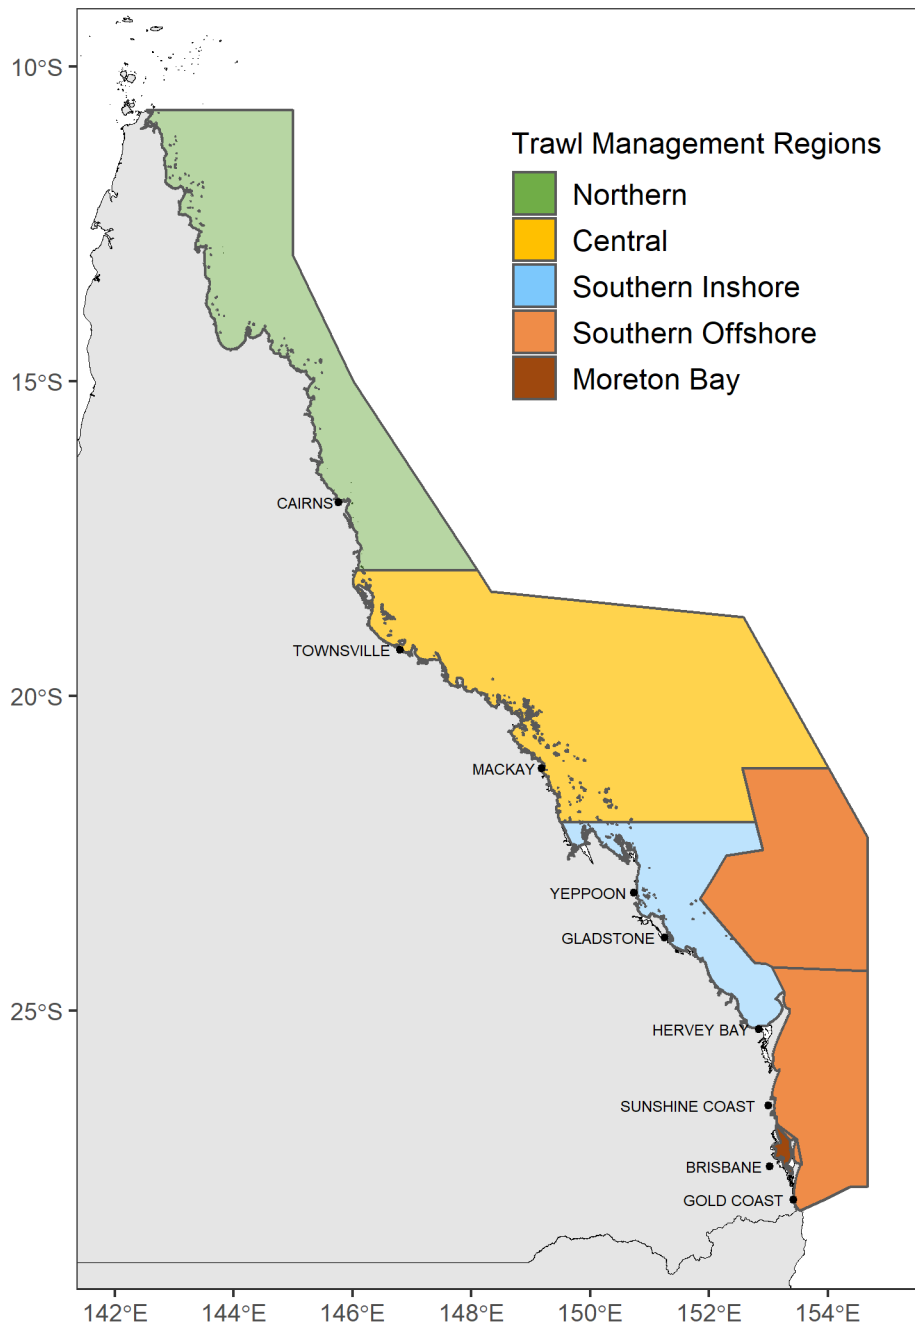 10°S
15°S
20°S
25°S
Trawl Management Regions
Northern
Central
Southern Inshore
Southern Offshore
Moreton Bay
CAIRNS
TOWNSVILLE
MACKAY
YEPPOON
GLADSTONE
HERVEY BAY
SUNSHINE COAST
BRISBANE
GOLD COAST
142°E 144°E 146°E 148°E 150°E 152°E 154°E